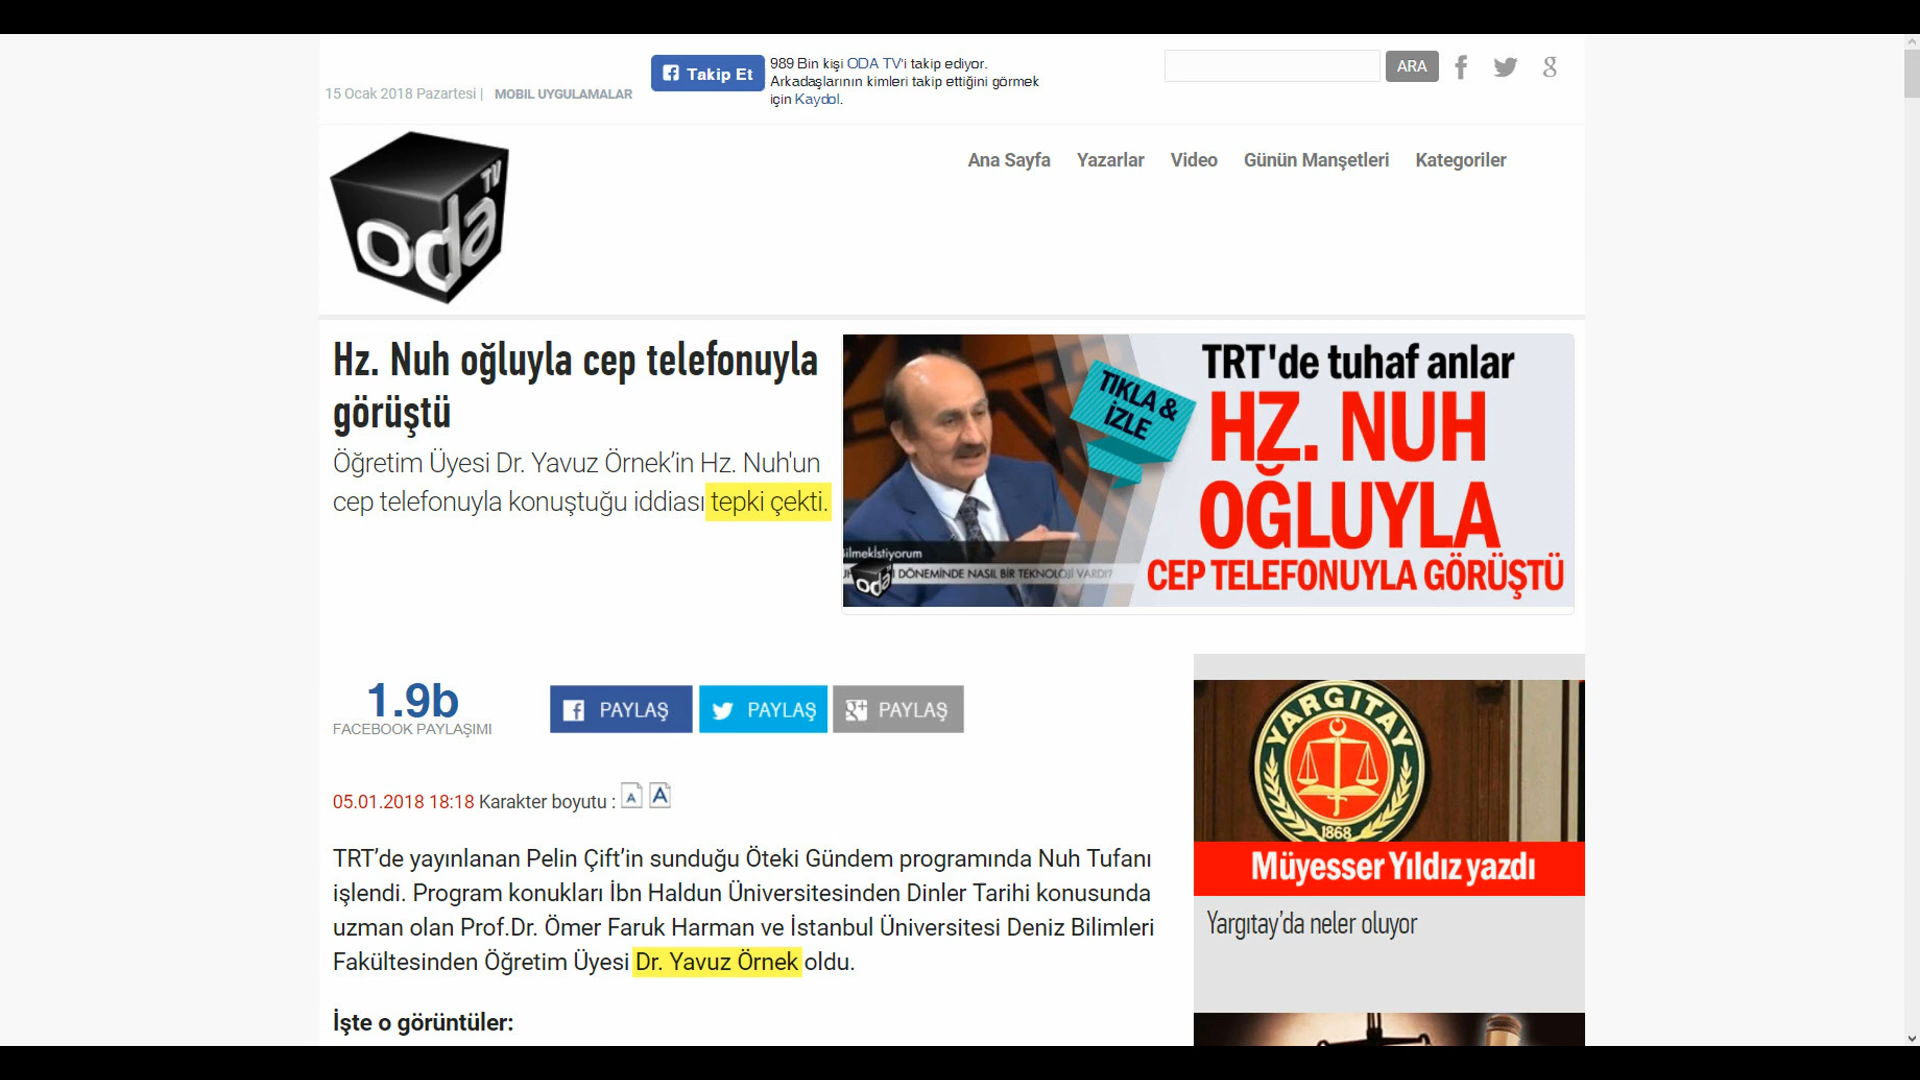 15 Ocak 2018 Pazartesi | MOBIL UYGULAMALAR
Takip Et
989 Bin kişi ODA TV'i takip ediyor.
Arkadaşlarının kimleri takip ettiğini görmek
için Kaydol.
ARA
oda TV
Ana Sayfa Yazarlar Video Günün Manşetleri Kategoriler
Hz. Nuh oğluyla cep telefonuyla
görüştü
Öğretim Üyesi Dr. Yavuz Örnek’in Hz. Nuh'un
cep telefonuyla konuştuğu iddiası tepki çekti.
TRT'de tuhaf anlar
TIKLA &
İZLE
HZ. NUH
OĞLUYLA
CEP TELEFONUYLA GÖRÜŞTÜ
ilmekİstiyorum
DÖNEMİNDE NASIL BİR TEKNOLOJİ VARDI?
oda
1.9b
FACEBOOK PAYLAŞIMI
PAYLAŞ
PAYLAŞ
PAYLAŞ
05.01.2018 18:18 Karakter boyutu : A A
TRT’de yayınlanan Pelin Çift’in sunduğu Öteki Gündem programında Nuh Tufanı
işlendi. Program konukları İbn Haldun Üniversitesinden Dinler Tarihi konusunda
uzman olan Prof.Dr. Ömer Faruk Harman ve İstanbul Üniversitesi Deniz Bilimleri
Fakültesinden Öğretim Üyesi Dr. Yavuz Örnek oldu.
İşte o görüntüler:
YARGITAY
1868
Müyesser Yıldız yazdı
Yargıtay’da neler oluyor